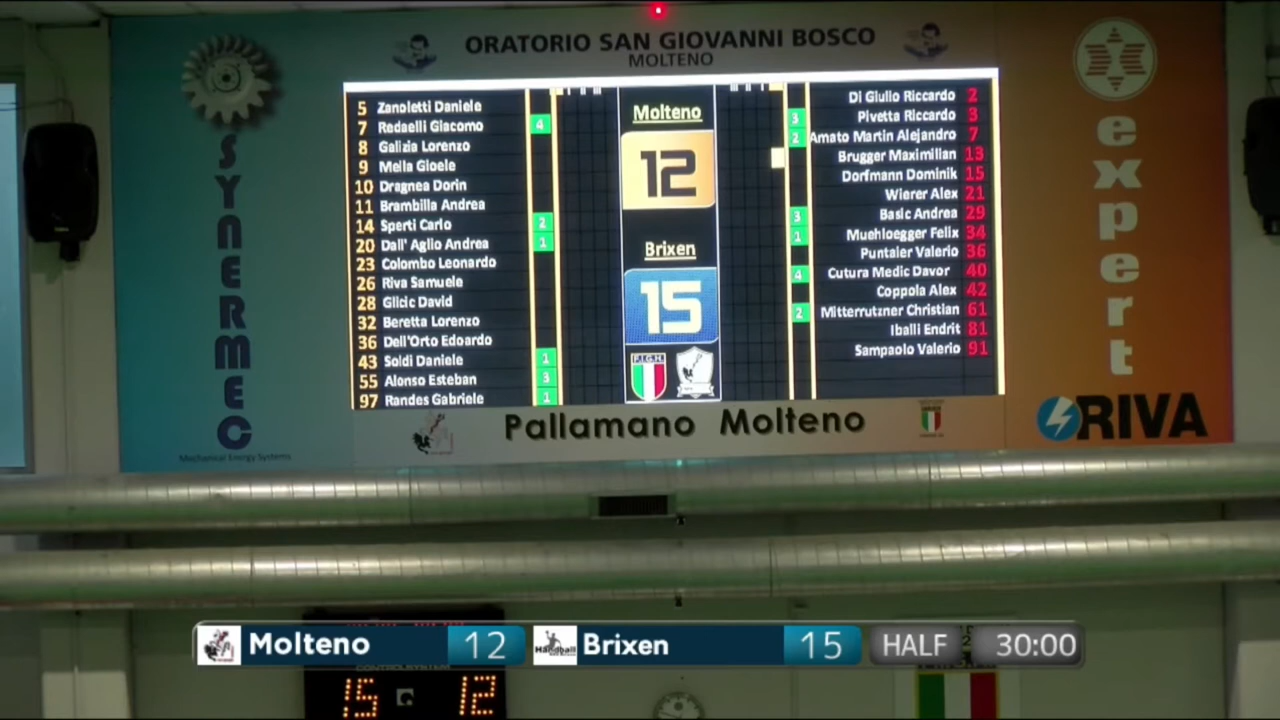 ORATORIO SAN GIOVANNI BOSCO
MOLTENO
SYNERMEC
Mechanical Energy Systems
expert
RIVA
5 Zanoletti Daniele
7 Redaelli Giacomo 4
8 Galizia Lorenzo
9 Mella Gioele
10 Dragnea Dorin
11 Brambilla Andrea
14 Sperti Carlo 2
20 Dall' Aglio Andrea 1
23 Colombo Leonardo
26 Riva Samuele
28 Glicic David
32 Beretta Lorenzo
36 Dell'Orto Edoardo
43 Soldi Daniele 1
55 Alonso Esteban 3
97 Randes Gabriele 1
Molteno
12
Brixen
15
F.I.G.H.
Di Giulio Riccardo 2
3 Pivetta Riccardo 3
2 Amato Martin Alejandro 7
Brugger Maximilian 13
Dorfmann Dominik 15
Wierer Alex 21
3 Basic Andrea 29
1 Muehloegger Felix 34
Puntaier Valerio 36
4 Cutura Medic Davor 40
Coppola Alex 42
2 Mitterrutzner Christian 61
Iballi Endrit 81
Sampaolo Valerio 91
Pallamano Molteno
Molteno 12 Handball Brixen 15 HALF 30:00
15 12